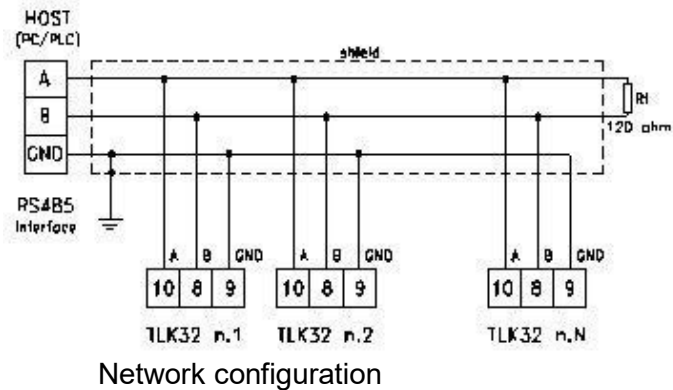 HOST
(PC/PLC)
shield
A
B
Rt
120 ohm
GND
RS485
Interface
A B GND A B GND A B GND
10 8 9 10 8 9 10 8 9
TLK32 n.1 TLK32 n.2 TLK32 n.N
Network configuration